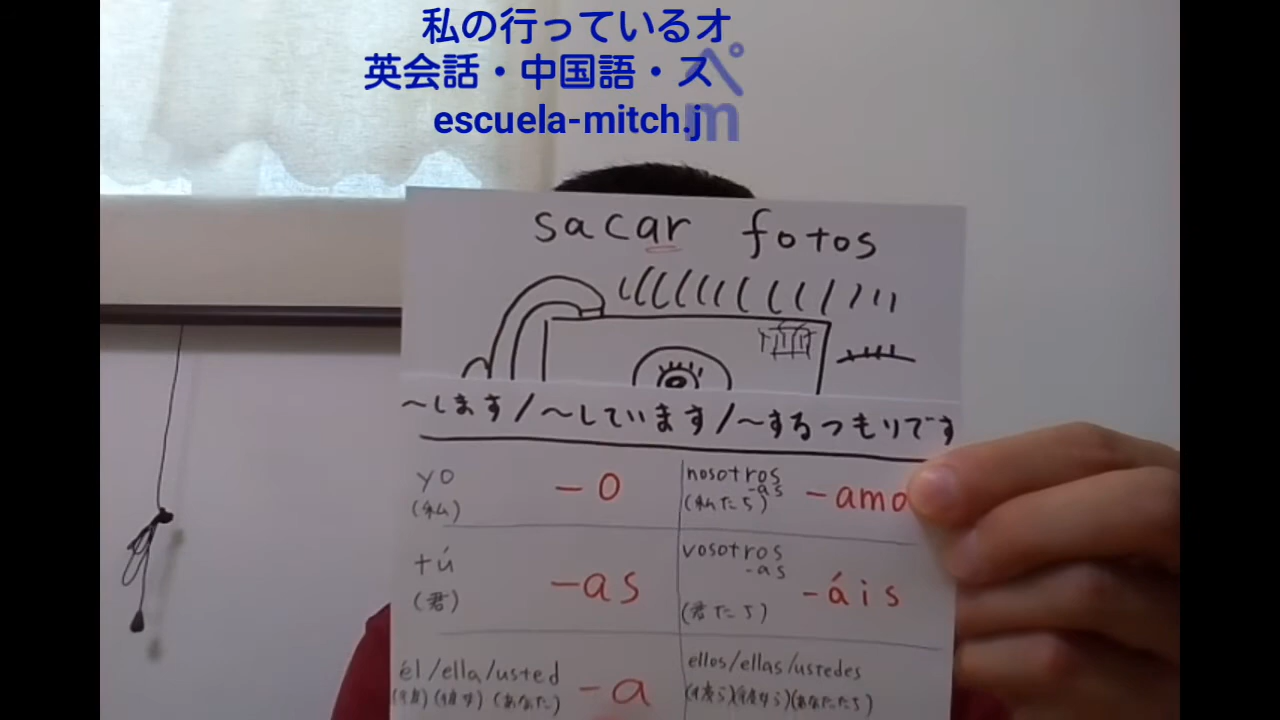 私の行っているオ
英会話・中国語・スペ
escuela-mitch.jm
sacar fotos
〜します/〜しています/〜するつもりです
yo -o
(私)
nosotros
-as -amo
(私たち)
tú -as
(君)
vosotros
-as -áis
(君たち)
él/ella/usted -a
(彼)(彼女)(あなた)
ellos/ellas/ustedes
(彼ら)(彼女ら)(あなたたち)